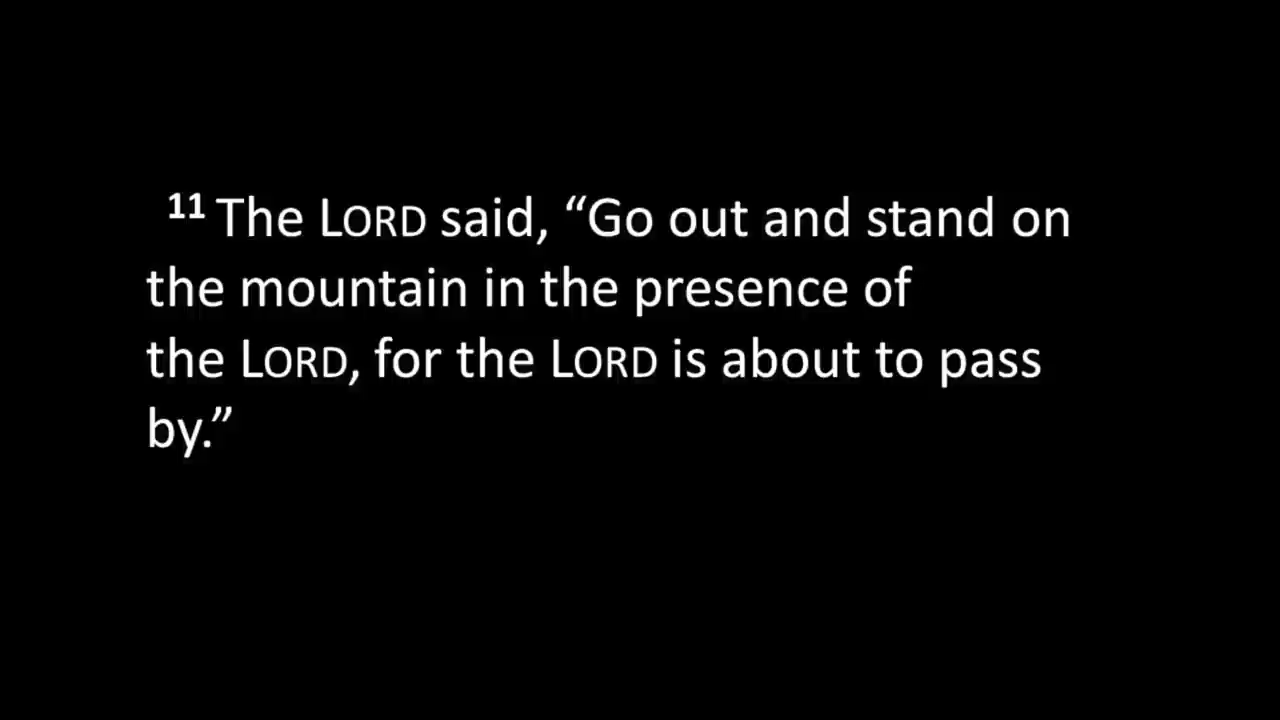 11 The LORD said, “Go out and stand on
the mountain in the presence of
the LORD, for the LORD is about to pass
by.”